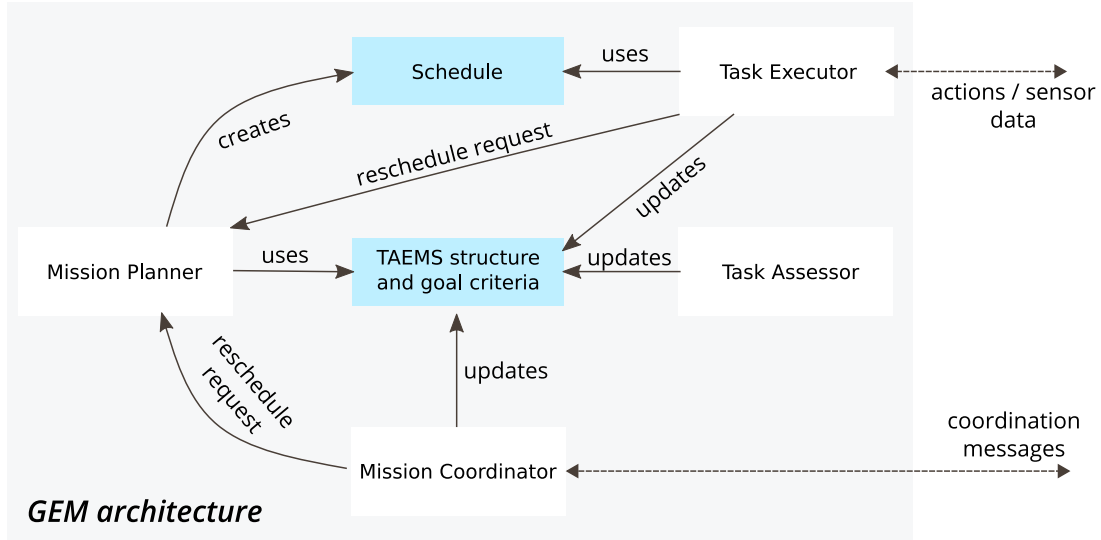 Schedule
uses
Task Executor
actions / sensor
data
creates
reschedule request
updates
Mission Planner
uses
TAEMS structure
and goal criteria
updates
Task Assessor
reschedule
request
updates
coordination
messages
Mission Coordinator
GEM architecture